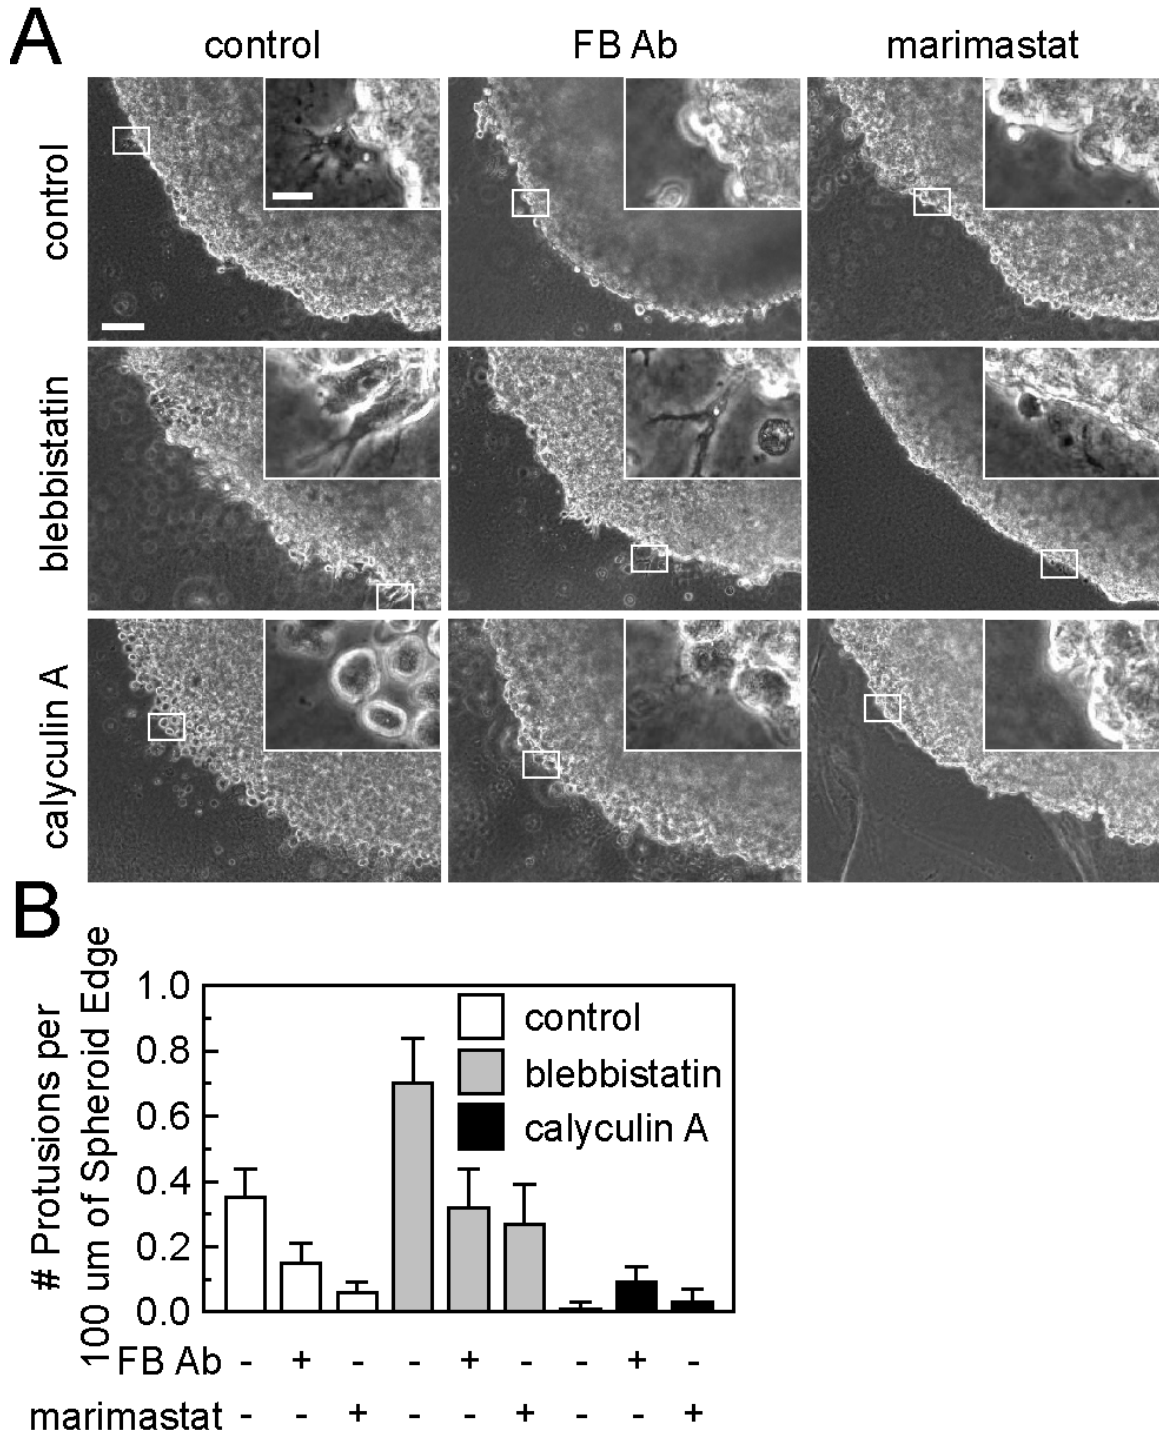 A
control FB Ab marimastat
control
blebbistatin
calyculin A
B
# Protusions per
100 um of Spheroid Edge
1.0
0.8
0.6
0.4
0.2
0.0
control
blebbistatin
calyculin A
FB Ab - + - - + - - + -
marimastat - - + - - + - - +